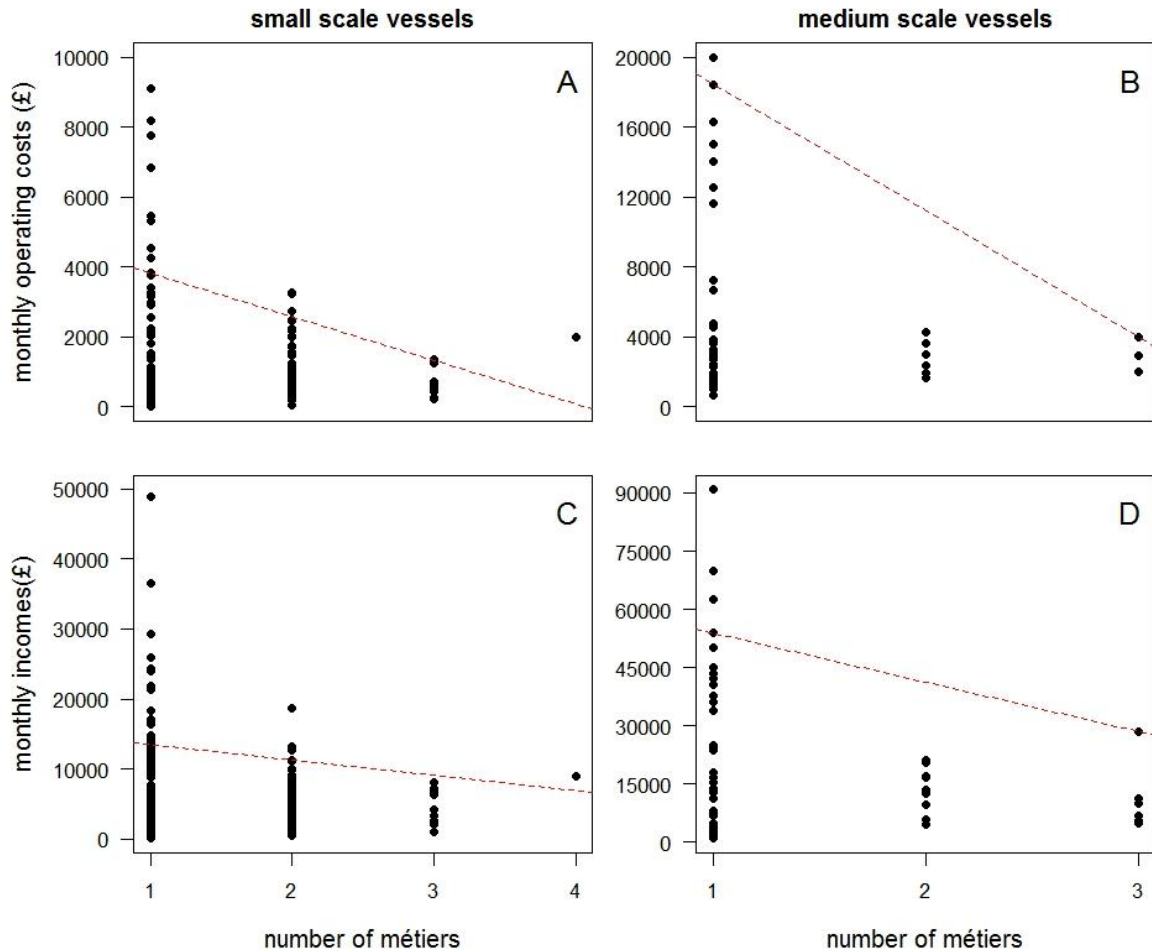 small scale vessels
medium scale vessels
monthly operating costs (£)
10000
8000
6000
4000
2000
0
A
20000
16000
12000
8000
4000
0
B
monthly incomes(£)
50000
40000
30000
20000
10000
0
C
1 2 3 4
number of métiers
90000
75000
60000
45000
30000
15000
0
D
1 2 3
number of métiers